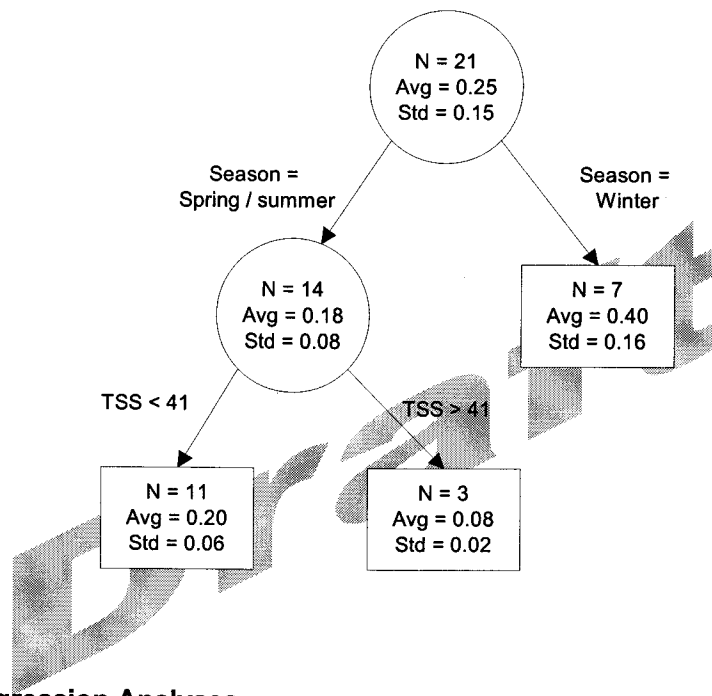 N = 21
Avg = 0.25
Std = 0.15
Season =
Spring / summer
Season =
Winter
N = 14
Avg = 0.18
Std = 0.08
N = 7
Avg = 0.40
Std = 0.16
TSS < 41
TSS > 41
N = 11
Avg = 0.20
Std = 0.06
N = 3
Avg = 0.08
Std = 0.02
Draft